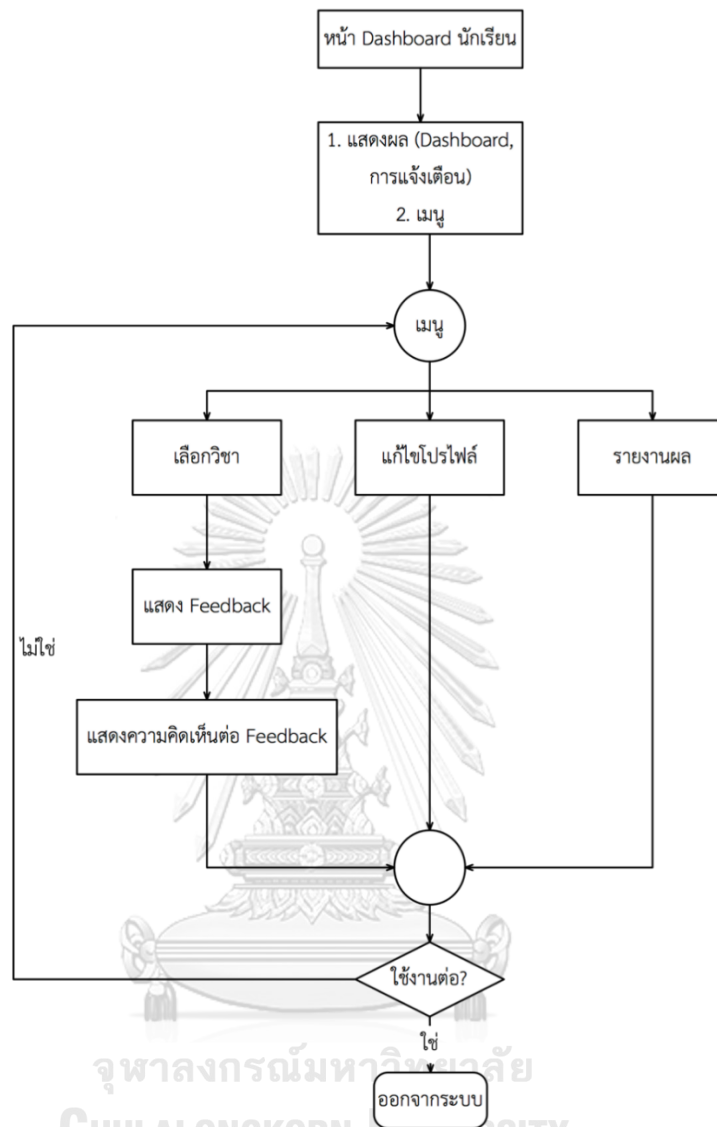 หน้า Dashboard นักเรียน
1. แสดงผล (Dashboard,
การแจ้งเตือน)
2. เมนู
เมนู
เลือกวิชา
แก้ไขโปรไฟล์
รายงานผล
แสดง Feedback
ไม่ใช่
แสดงความคิดเห็นต่อ Feedback
ใช้งานต่อ?
ใช่
จุฬาลงกรณ์มหาวิทยาลัย
ออกจากระบบ
CHULALONGKORN UNIVERSITY